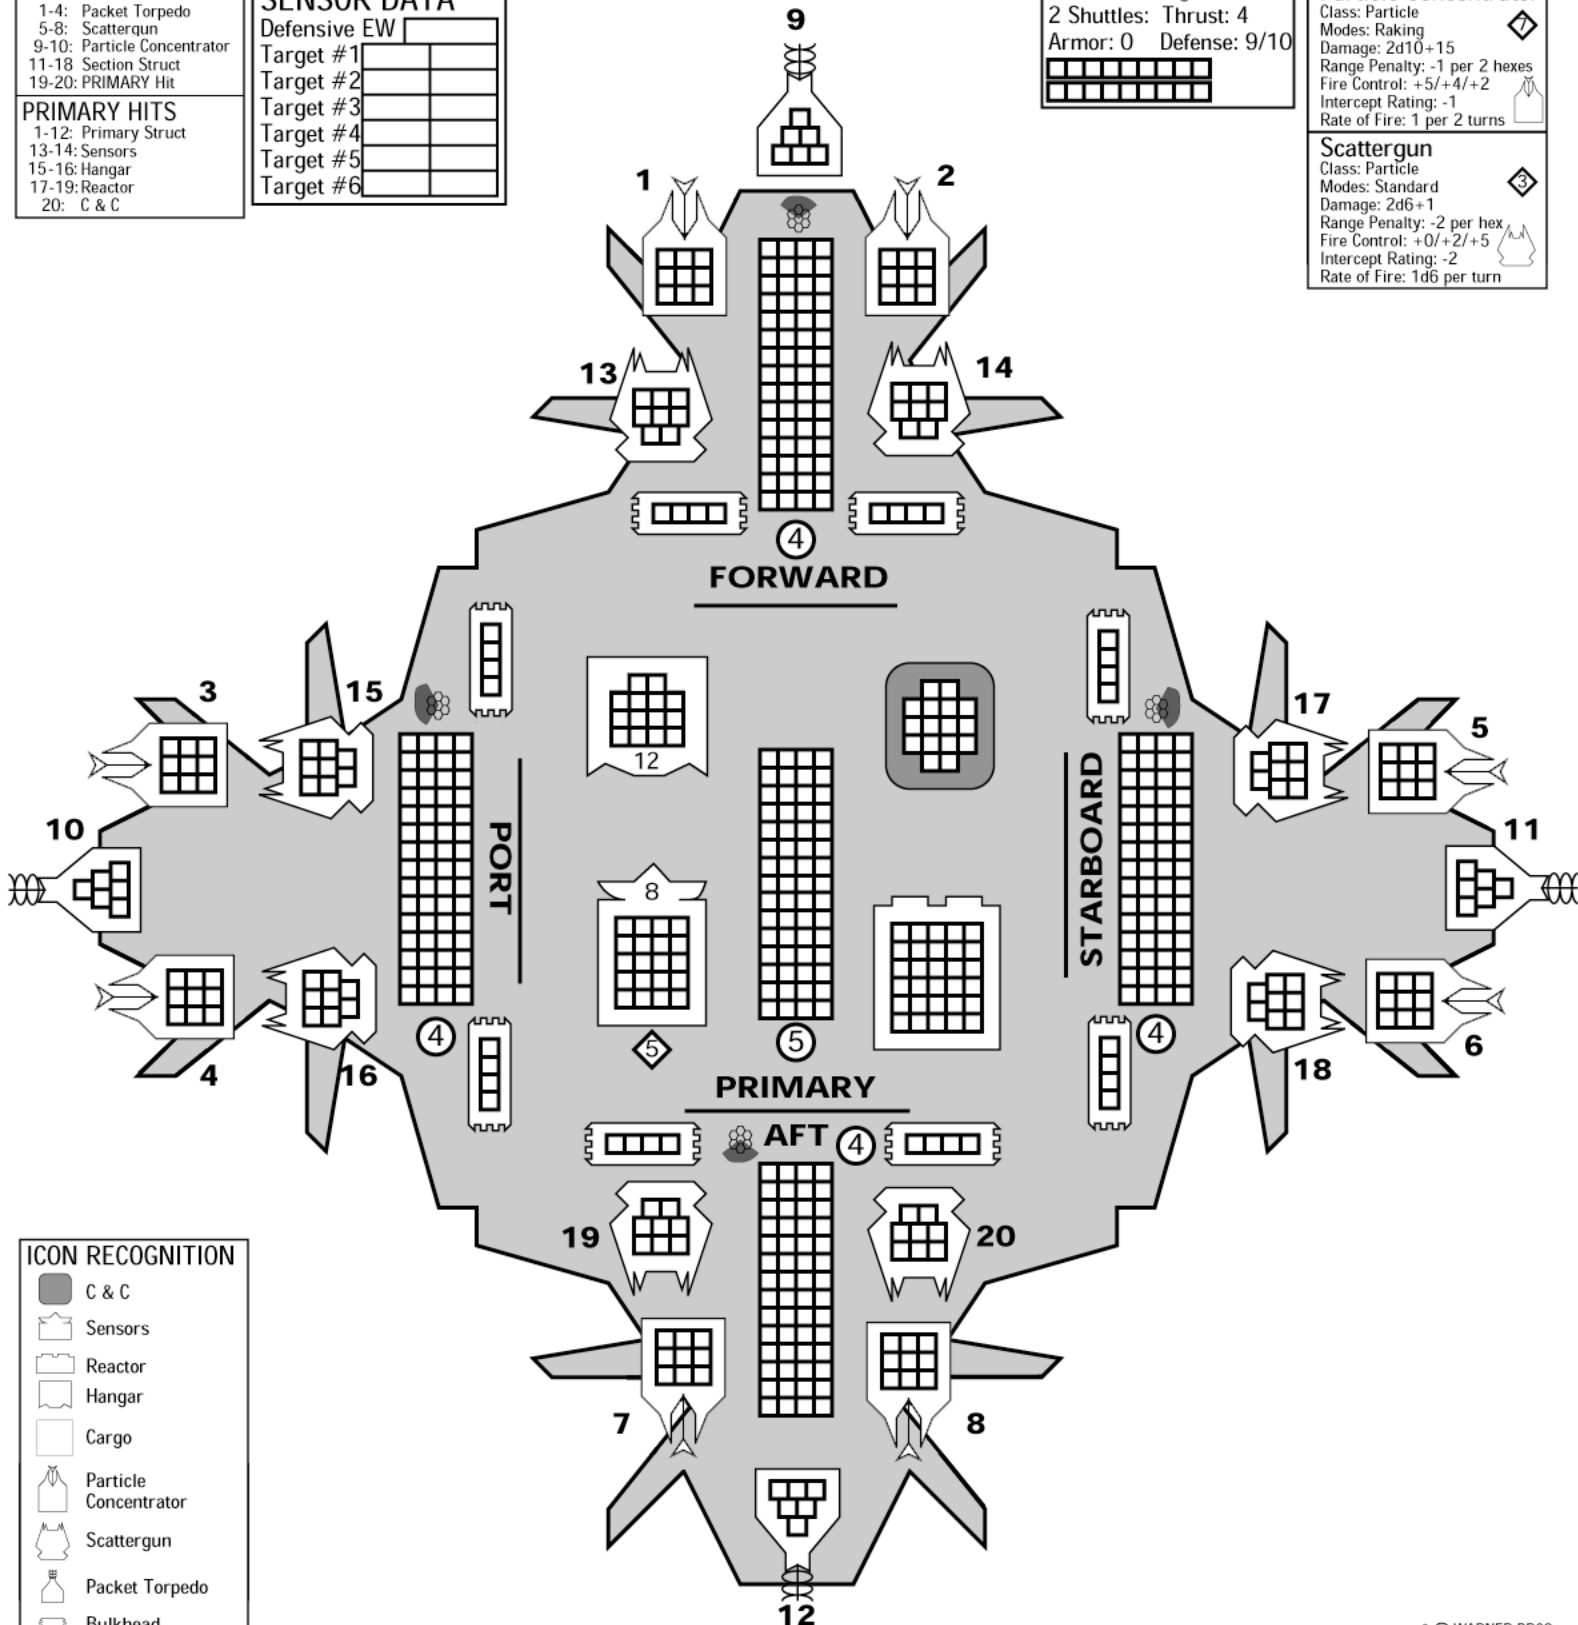 1-4: Packet Torpedo
5-8: Scattergun
9-10: Particle Concentrator
11-18 Section Struct
19-20: PRIMARY Hit
PRIMARY HITS
1-12: Primary Struct
13-14: Sensors
15-16: Hangar
17-19: Reactor
20: C & C
SENSOR DATA
Defensive EW
Target #1
Target #2
Target #3
Target #4
Target #5
Target #6
2 Shuttles: Thrust: 4
Armor: 0 Defense: 9/10
Particle Concentrator
Class: Particle
Modes: Raking
Damage: 2d10+15
Range Penalty: -1 per 2 hexes
Fire Control: +5/+4/+2
Intercept Rating: -1
Rate of Fire: 1 per 2 turns
7
Scattergun
Class: Particle
Modes: Standard
Damage: 2d6+1
Range Penalty: -2 per hex
Fire Control: +0/+2/+5
Intercept Rating: -2
Rate of Fire: 1d6 per turn
3
9
1
2
13
14
4
FORWARD
3
15
17
5
12
10
PORT
8
STARBOARD
11
4
16
4
5
5
4
18
6
PRIMARY
AFT
4
19
20
7
8
12
ICON RECOGNITION
C & C
Sensors
Reactor
Hangar
Cargo
Particle
Concentrator
Scattergun
Packet Torpedo
Bulkhead
WARNER BROS